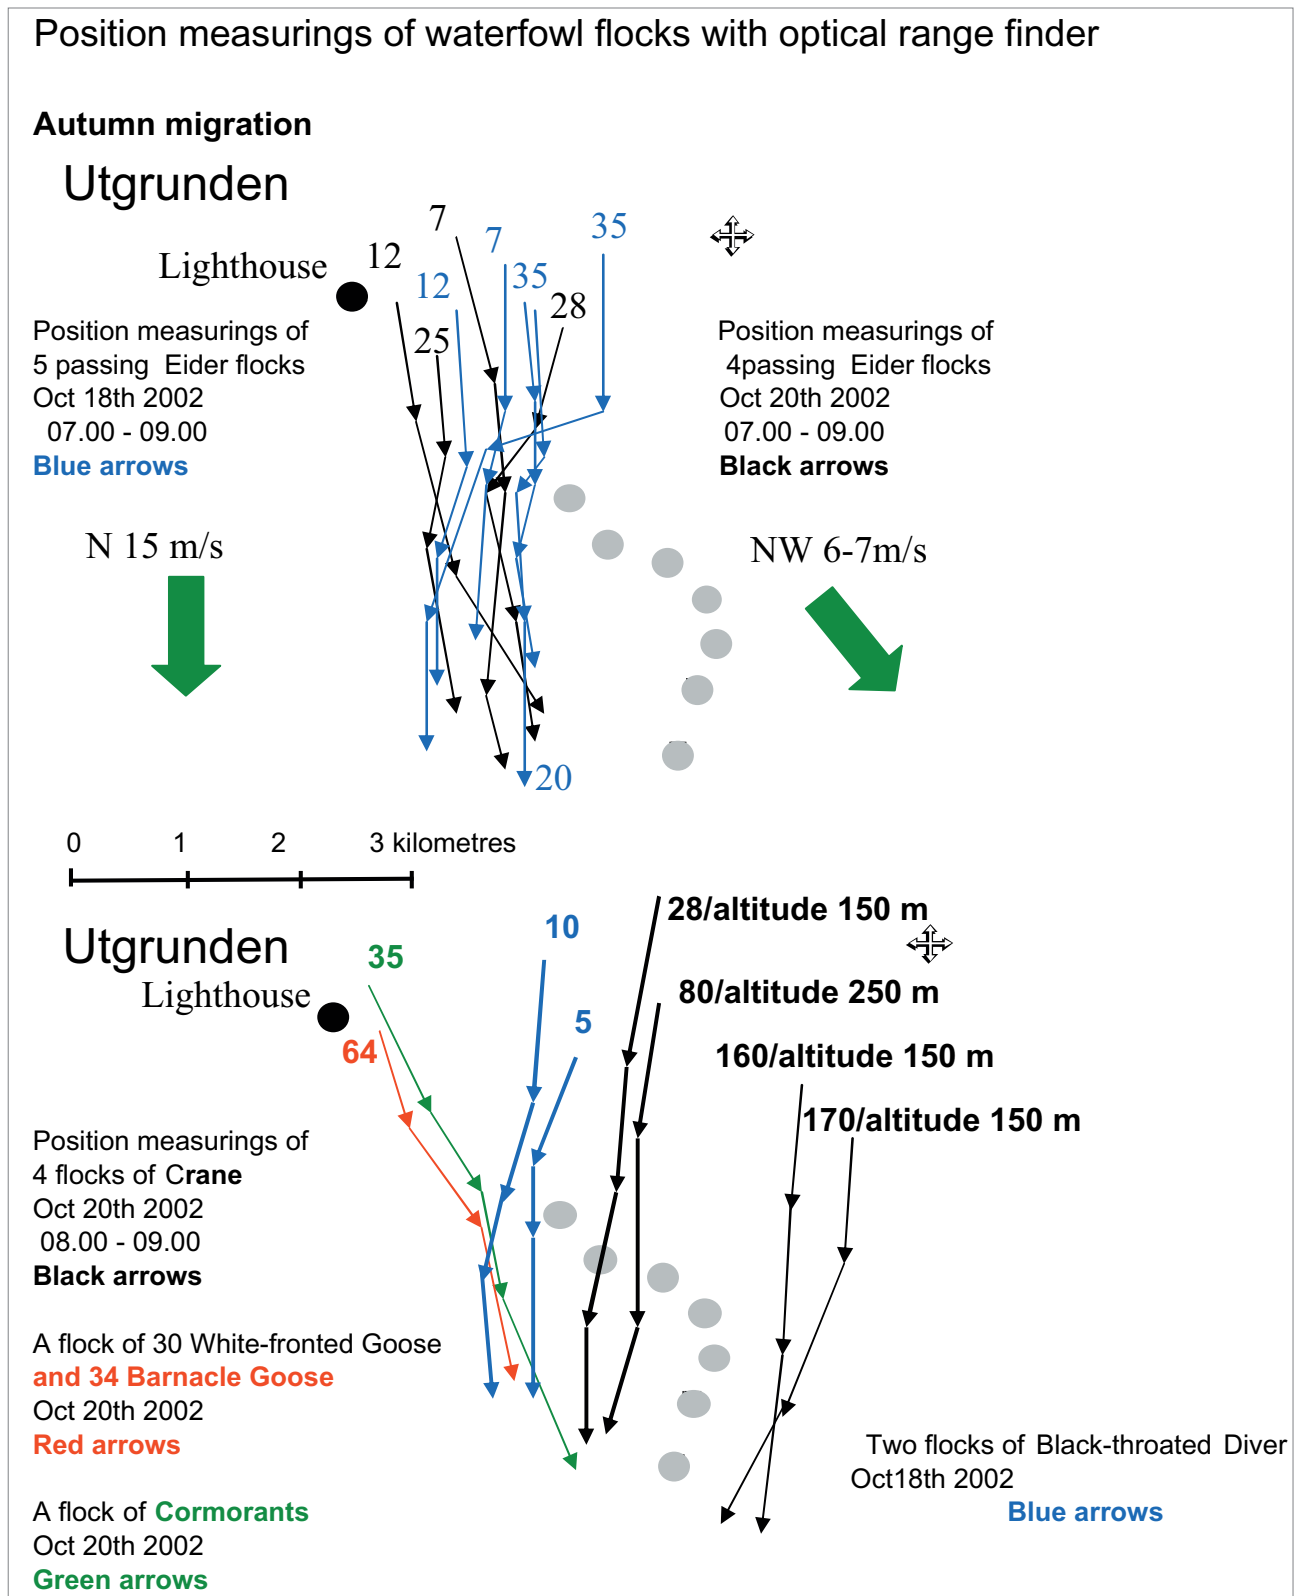 Position measurings of waterfowl flocks with optical range finder
Autumn migration
Utgrunden
7
7
35
12
Lighthouse
12
35
28
25
Position measurings of
5 passing Eider flocks
Oct 18th 2002
07.00 - 09.00
Blue arrows
Position measurings of
4passing Eider flocks
Oct 20th 2002
07.00 - 09.00
Black arrows
N 15 m/s
NW 6-7m/s
20
0 1 2 3 kilometres
28/altitude 150 m
10
Utgrunden
35
Lighthouse
80/altitude 250 m
5
64
160/altitude 150 m
170/altitude 150 m
Position measurings of
4 flocks of Crane
Oct 20th 2002
08.00 - 09.00
Black arrows
A flock of 30 White-fronted Goose
and 34 Barnacle Goose
Oct 20th 2002
Red arrows
Two flocks of Black-throated Diver
Oct18th 2002
Blue arrows
A flock of Cormorants
Oct 20th 2002
Green arrows